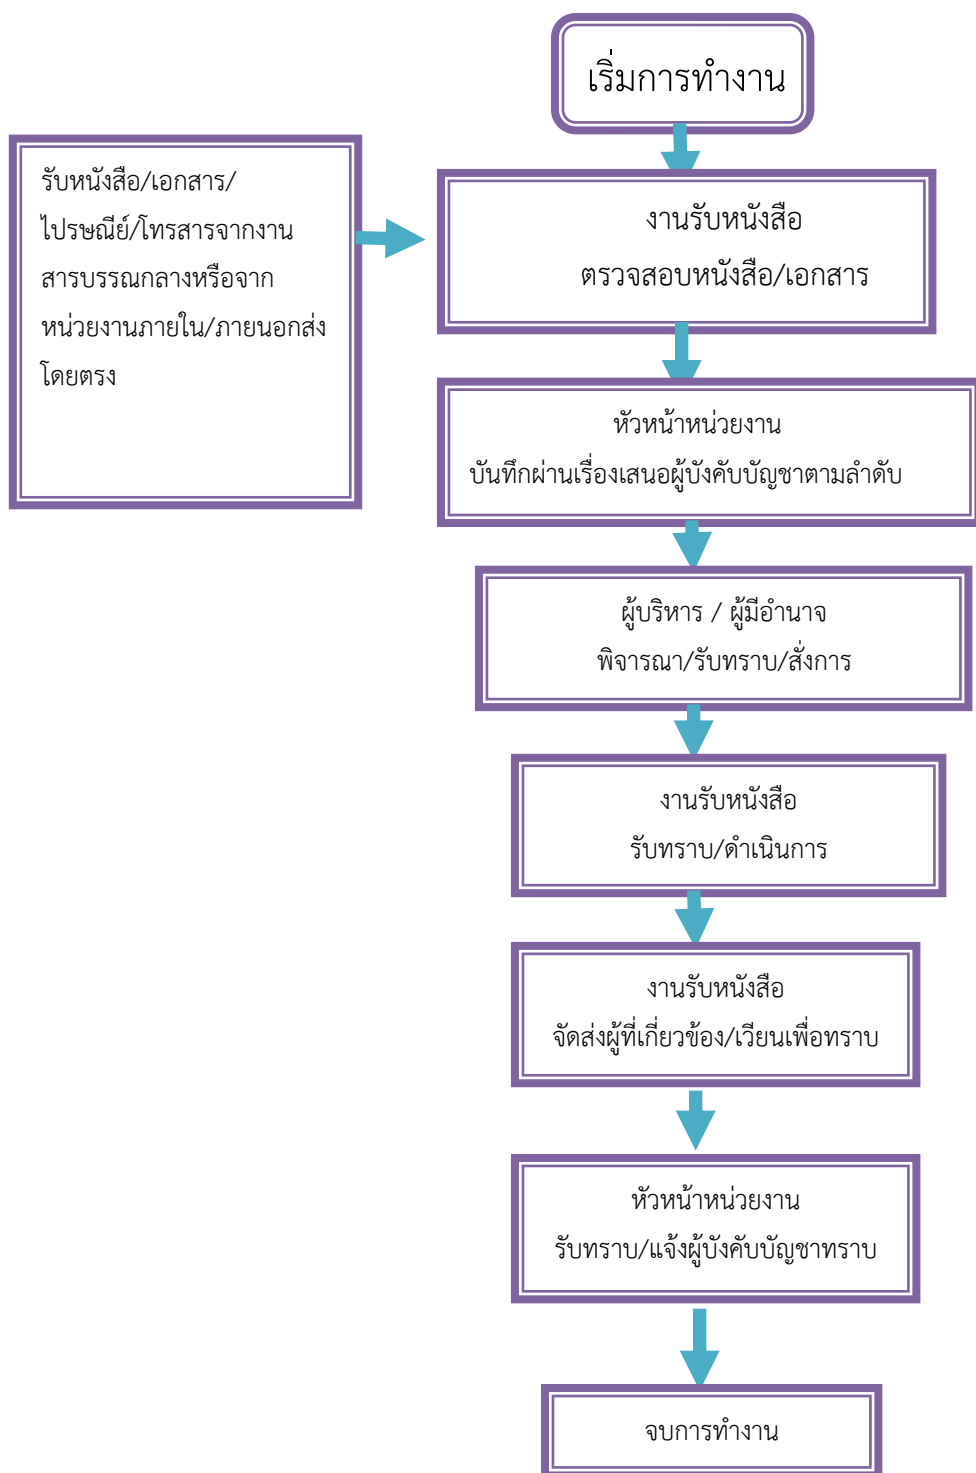 เริ่มการทำงาน
รับหนังสือ/เอกสาร/
ไปรษณีย์/โทรสารจากงาน
สารบรรณกลางหรือจาก
หน่วยงานภายใน/ภายนอกส่ง
โดยตรง
งานรับหนังสือ
ตรวจสอบหนังสือ/เอกสาร
หัวหน้าหน่วยงาน
บันทึกผ่านเรื่องเสนอผู้บังคับบัญชาตามลำดับ
ผู้บริหาร / ผู้มีอำนาจ
พิจารณา/รับทราบ/สั่งการ
งานรับหนังสือ
รับทราบ/ดำเนินการ
งานรับหนังสือ
จัดส่งผู้ที่เกี่ยวข้อง/เวียนเพื่อทราบ
หัวหน้าหน่วยงาน
รับทราบ/แจ้งผู้บังคับบัญชาทราบ
จบการทำงาน